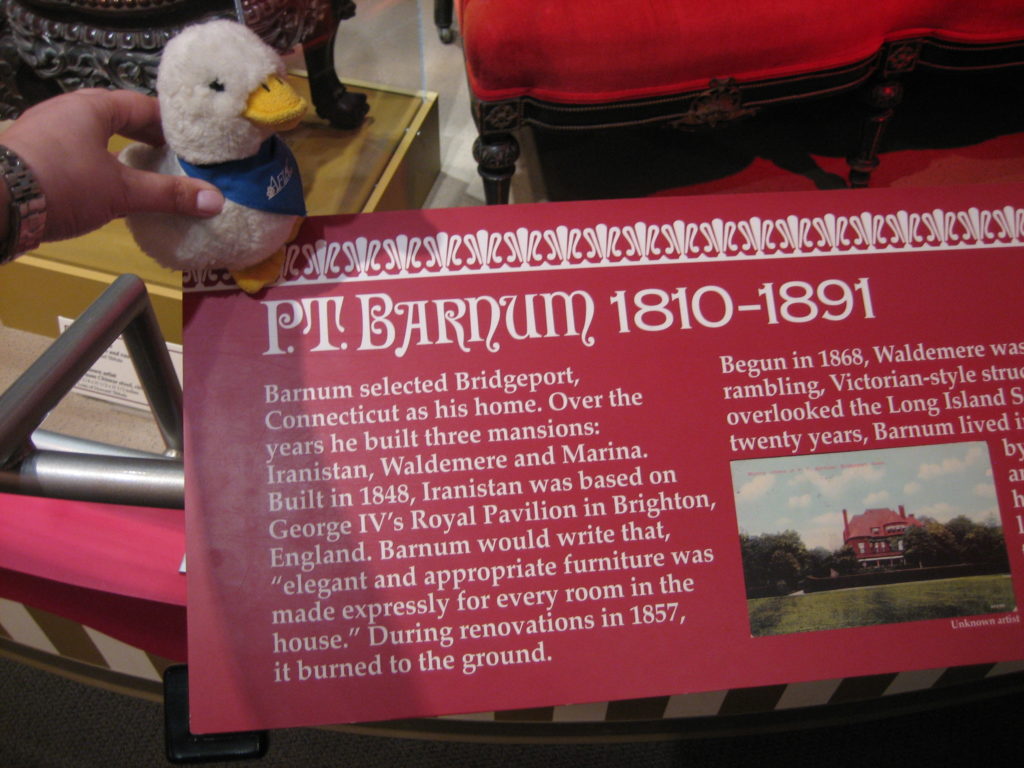 AFLAC
P.T. BARNUM 1810-1891
Barnum selected Bridgeport,
Connecticut as his home. Over the
years he built three mansions:
Iranistan, Waldemere and Marina.
Built in 1848, Iranistan was based on
George IV's Royal Pavilion in Brighton,
England. Barnum would write that,
"elegant and appropriate furniture was
made expressly for every room in the
house." During renovations in 1857,
it burned to the ground.
Begun in 1868, Waldemere was
rambling, Victorian-style
overlooked the Long Island
twenty years, Barnum lived
by
Unknown artist